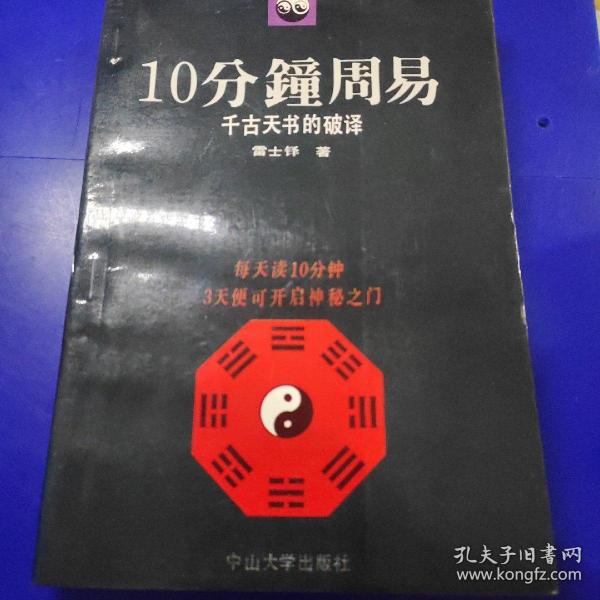 10分鐘周易
千古天书的破译
雷士铎 著
每天读10分钟
3天便可开启神秘之门
中山大学出版社
孔夫子旧書网
www.kongfz.com